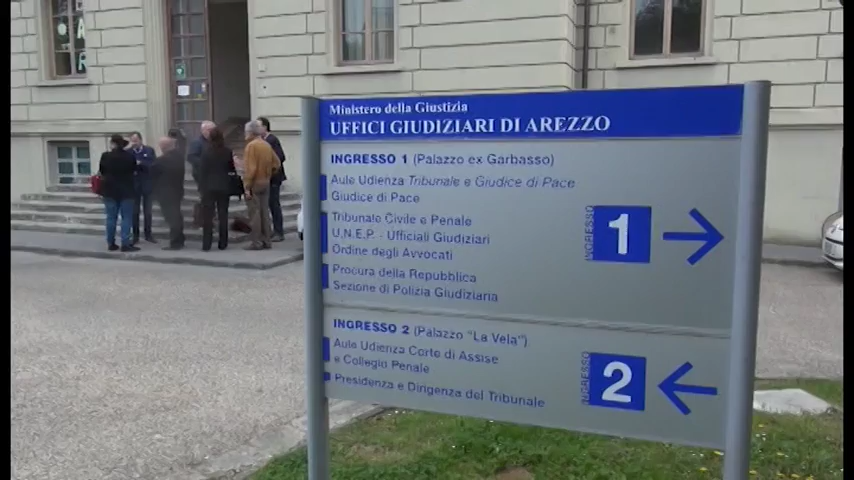 Ministero della Giustizia
UFFICI GIUDIZIARI DI AREZZO
INGRESSO 1 (Palazzo ex Garbasso)
Aule Udienza Tribunale e Giudice di Pace
Giudice di Pace
Tribunale Civile e Penale
U.N.E.P. - Ufficiali Giudiziari
Ordine degli Avvocati
Procura della Repubblica
Sezione di Polizia Giudiziaria
INGRESSO 1
INGRESSO 2 (Palazzo "La Vela")
Aula Udienza Corte di Assise
e Collegio Penale
Presidenza e Dirigenza del Tribunale
INGRESSO 2